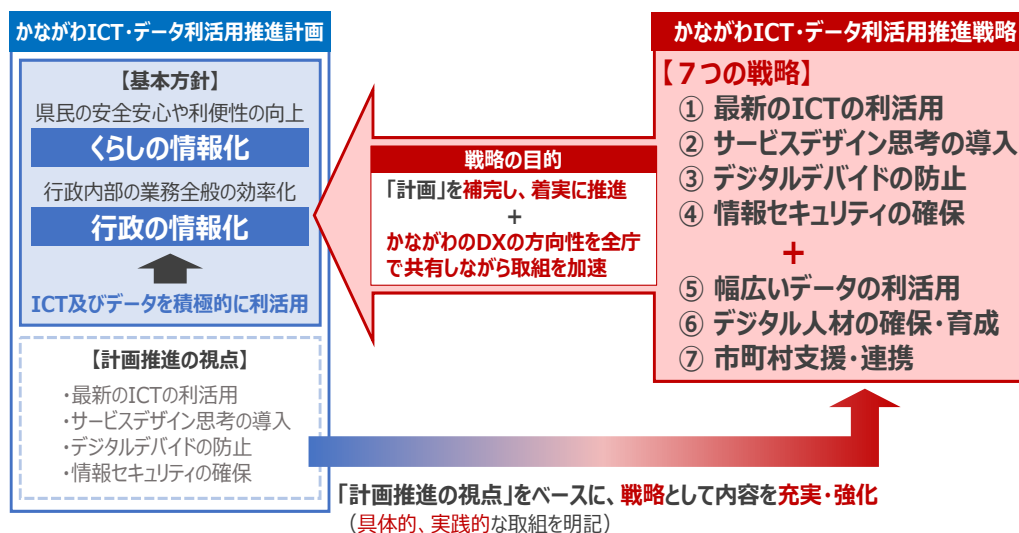 かながわICT・データ利活用推進計画
【基本方針】
県民の安全安心や利便性の向上
くらしの情報化
行政内部の業務全般の効率化
行政の情報化
ICT及びデータを積極的に利活用
【計画推進の視点】
・最新のICTの利活用
・サービスデザイン思考の導入
・デジタルデバイドの防止
・情報セキュリティの確保
戦略の目的
「計画」を補完し、着実に推進
+
かながわのDXの方向性を全庁
で共有しながら取組を加速
かながわICT・データ利活用推進戦略
【７つの戦略】
① 最新のICTの利活用
② サービスデザイン思考の導入
③ デジタルデバイドの防止
④ 情報セキュリティの確保
+
⑤ 幅広いデータの利活用
⑥ デジタル人材の確保・育成
⑦ 市町村支援・連携
「計画推進の視点」をベースに、戦略として内容を充実・強化
（具体的、実践的な取組を明記）